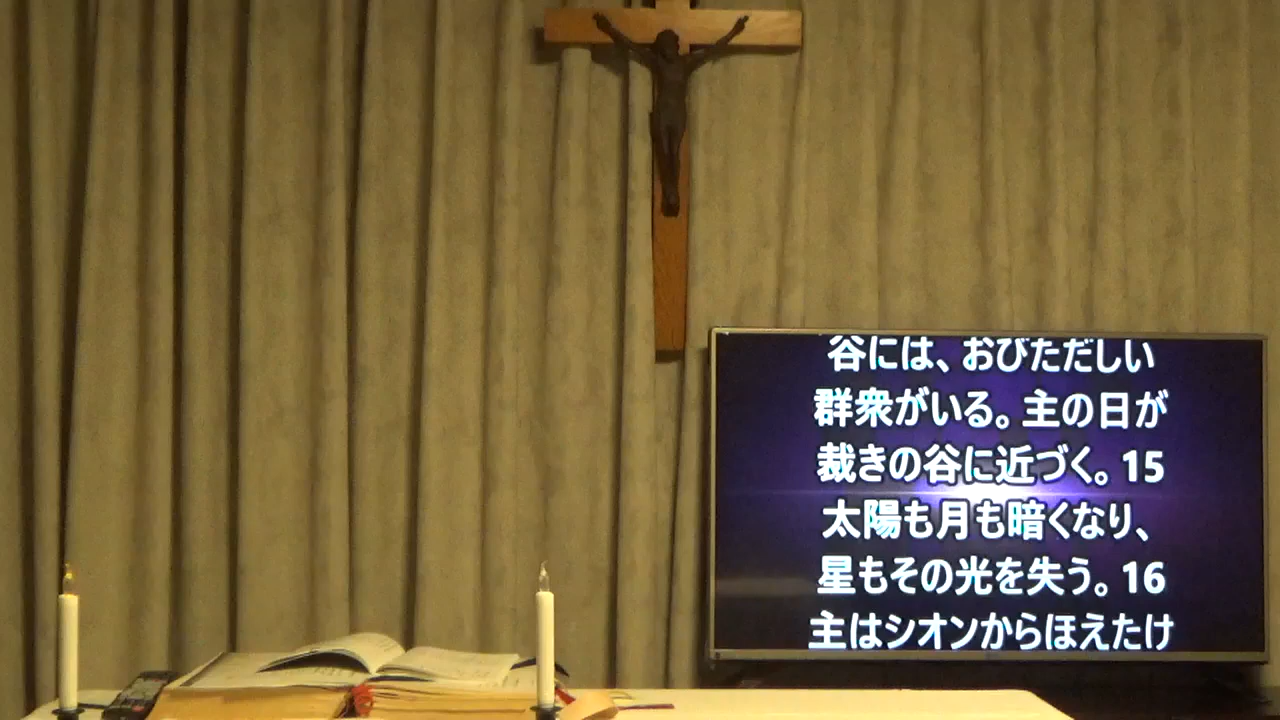 谷には、おびただしい
群衆がいる。主の日が
裁きの谷に近づく。15
太陽も月も暗くなり、
星もその光を失う。16
主はシオンからほえたけ